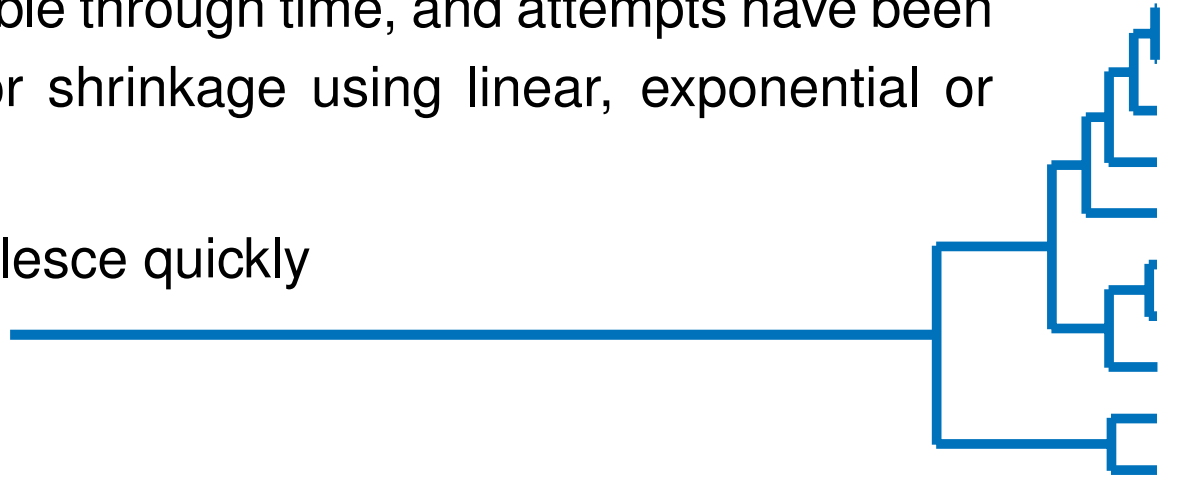 ble through time, and attempts have been
or shrinkage using linear, exponential or
lesce quickly